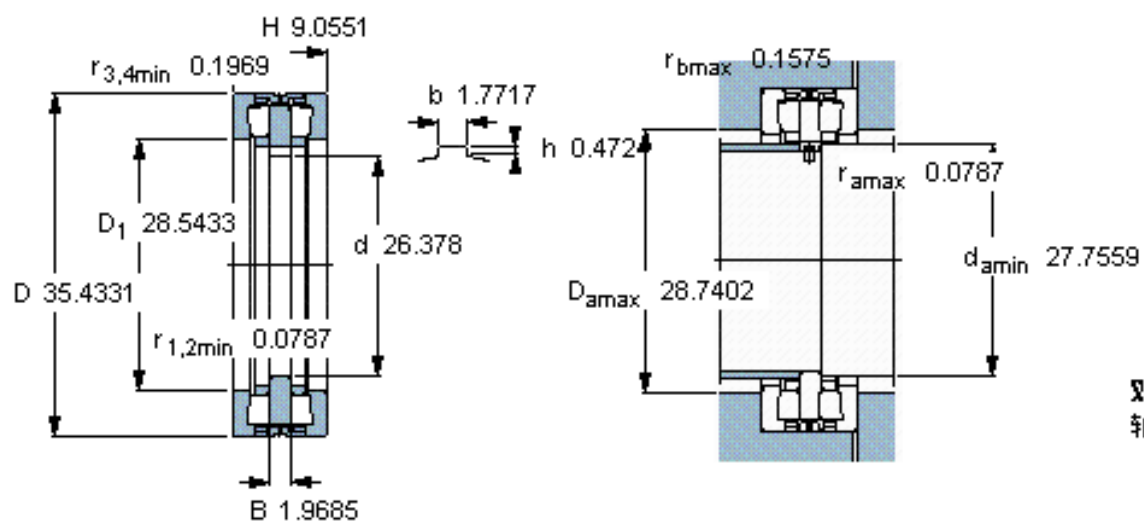 H 9.0551
r3,4min 0.1969
rbmax 0.1575
b 1.7717
h 0.472
ramax 0.0787
D1 28.5433
d 26.378
damin 27.7559
D 35.4331
Damax 28.7402
r1,2min 0.0787
B 1.9685